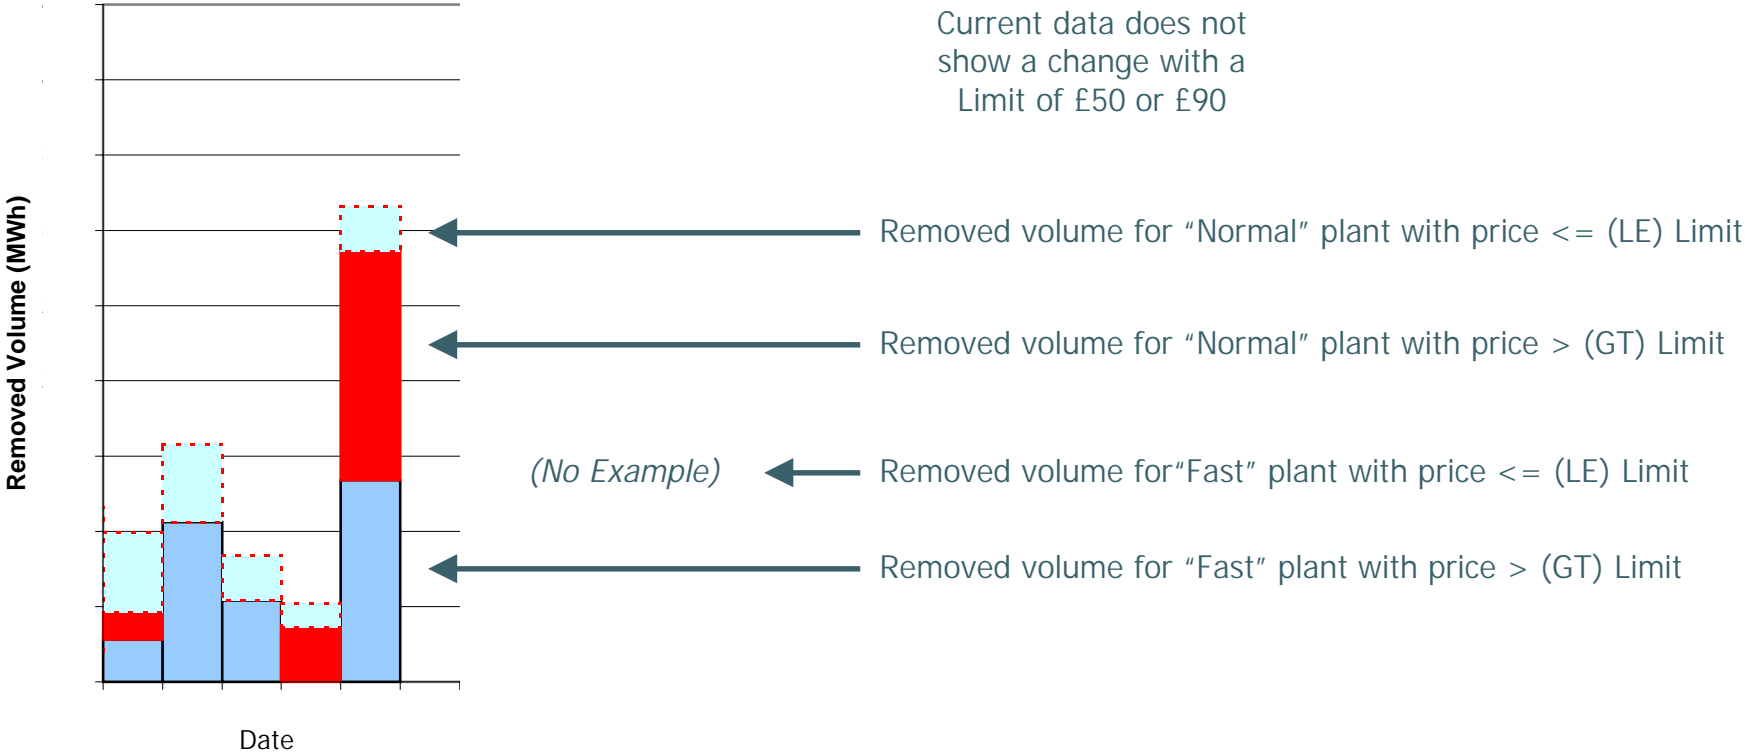 Current data does not
show a change with a
Limit of £50 or £90
Removed Volume (MWh)
Removed volume for “Normal” plant with price <= (LE) Limit
Removed volume for “Normal” plant with price > (GT) Limit
(No Example)
Removed volume for“Fast” plant with price <= (LE) Limit
Removed volume for “Fast” plant with price > (GT) Limit
Date